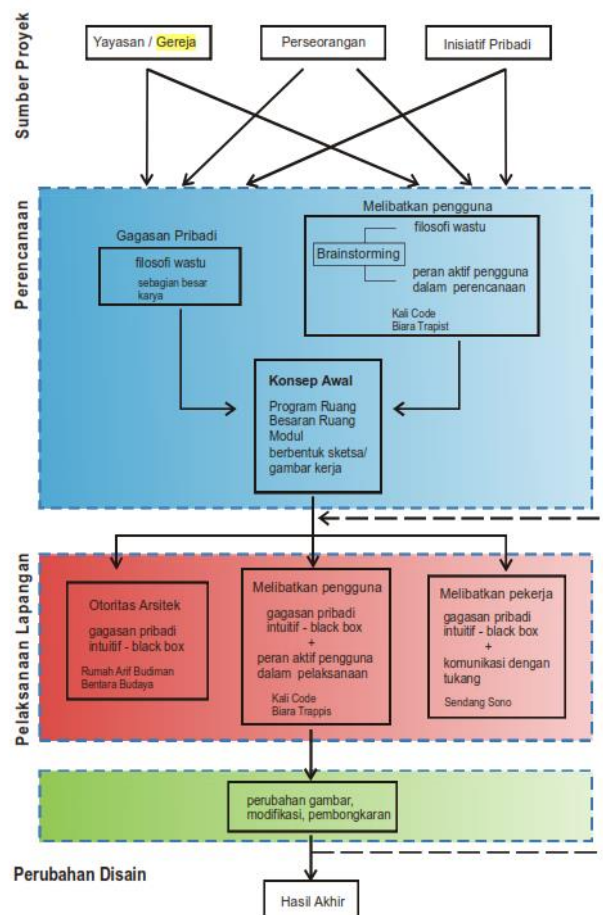 Sumber Proyek
Yayasan / Gereja
Perseorangan
Inisiatif Pribadi
Perencanaan
Gagasan Pribadi
filosofi wastu
sebagian besar
karya
Melibatkan pengguna
filosofi wastu
Brainstorming
peran aktif pengguna
dalam perencanaan
Kali Code
Biara Trapist
Konsep Awal
Program Ruang
Besaran Ruang
Modul
berbentuk sketsa/
gambar kerja
Pelaksanaan Lapangan
Otoritas Arsitek
gagasan pribadi
intuitif - black box
Rumah Arif Budiman
Bentara Budaya
Melibatkan pengguna
gagasan pribadi
intuitif - black box
+
peran aktif pengguna
dalam pelaksanaan
Kali Code
Biara Trappis
Melibatkan pekerja
gagasan pribadi
intuitif - black box
+
komunikasi dengan
tukang
Sendang Sono
perubahan gambar,
modifikasi, pembongkaran
Perubahan Disain
Hasil Akhir